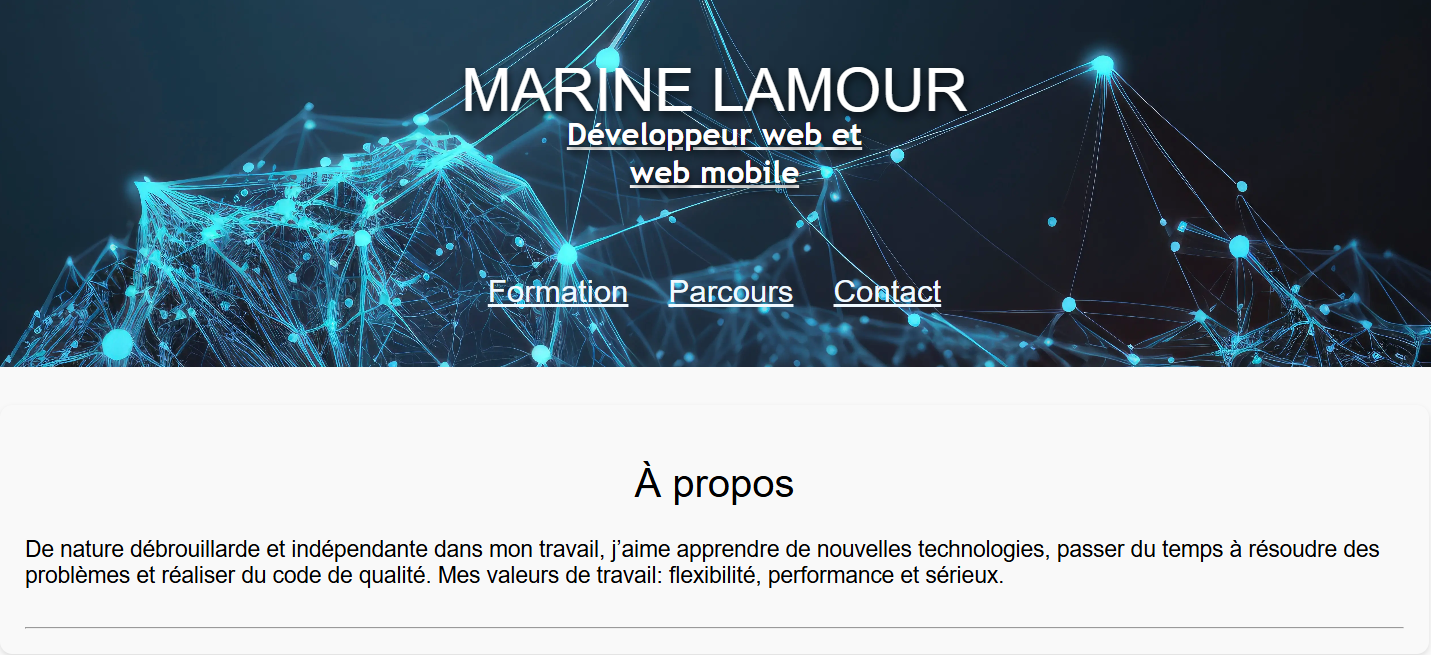 MARINE LAMOUR
Développeur web et
web mobile
Formation Parcours Contact
À propos
De nature débrouillarde et indépendante dans mon travail, j’aime apprendre de nouvelles technologies, passer du temps à résoudre des
problèmes et réaliser du code de qualité. Mes valeurs de travail: flexibilité, performance et sérieux.